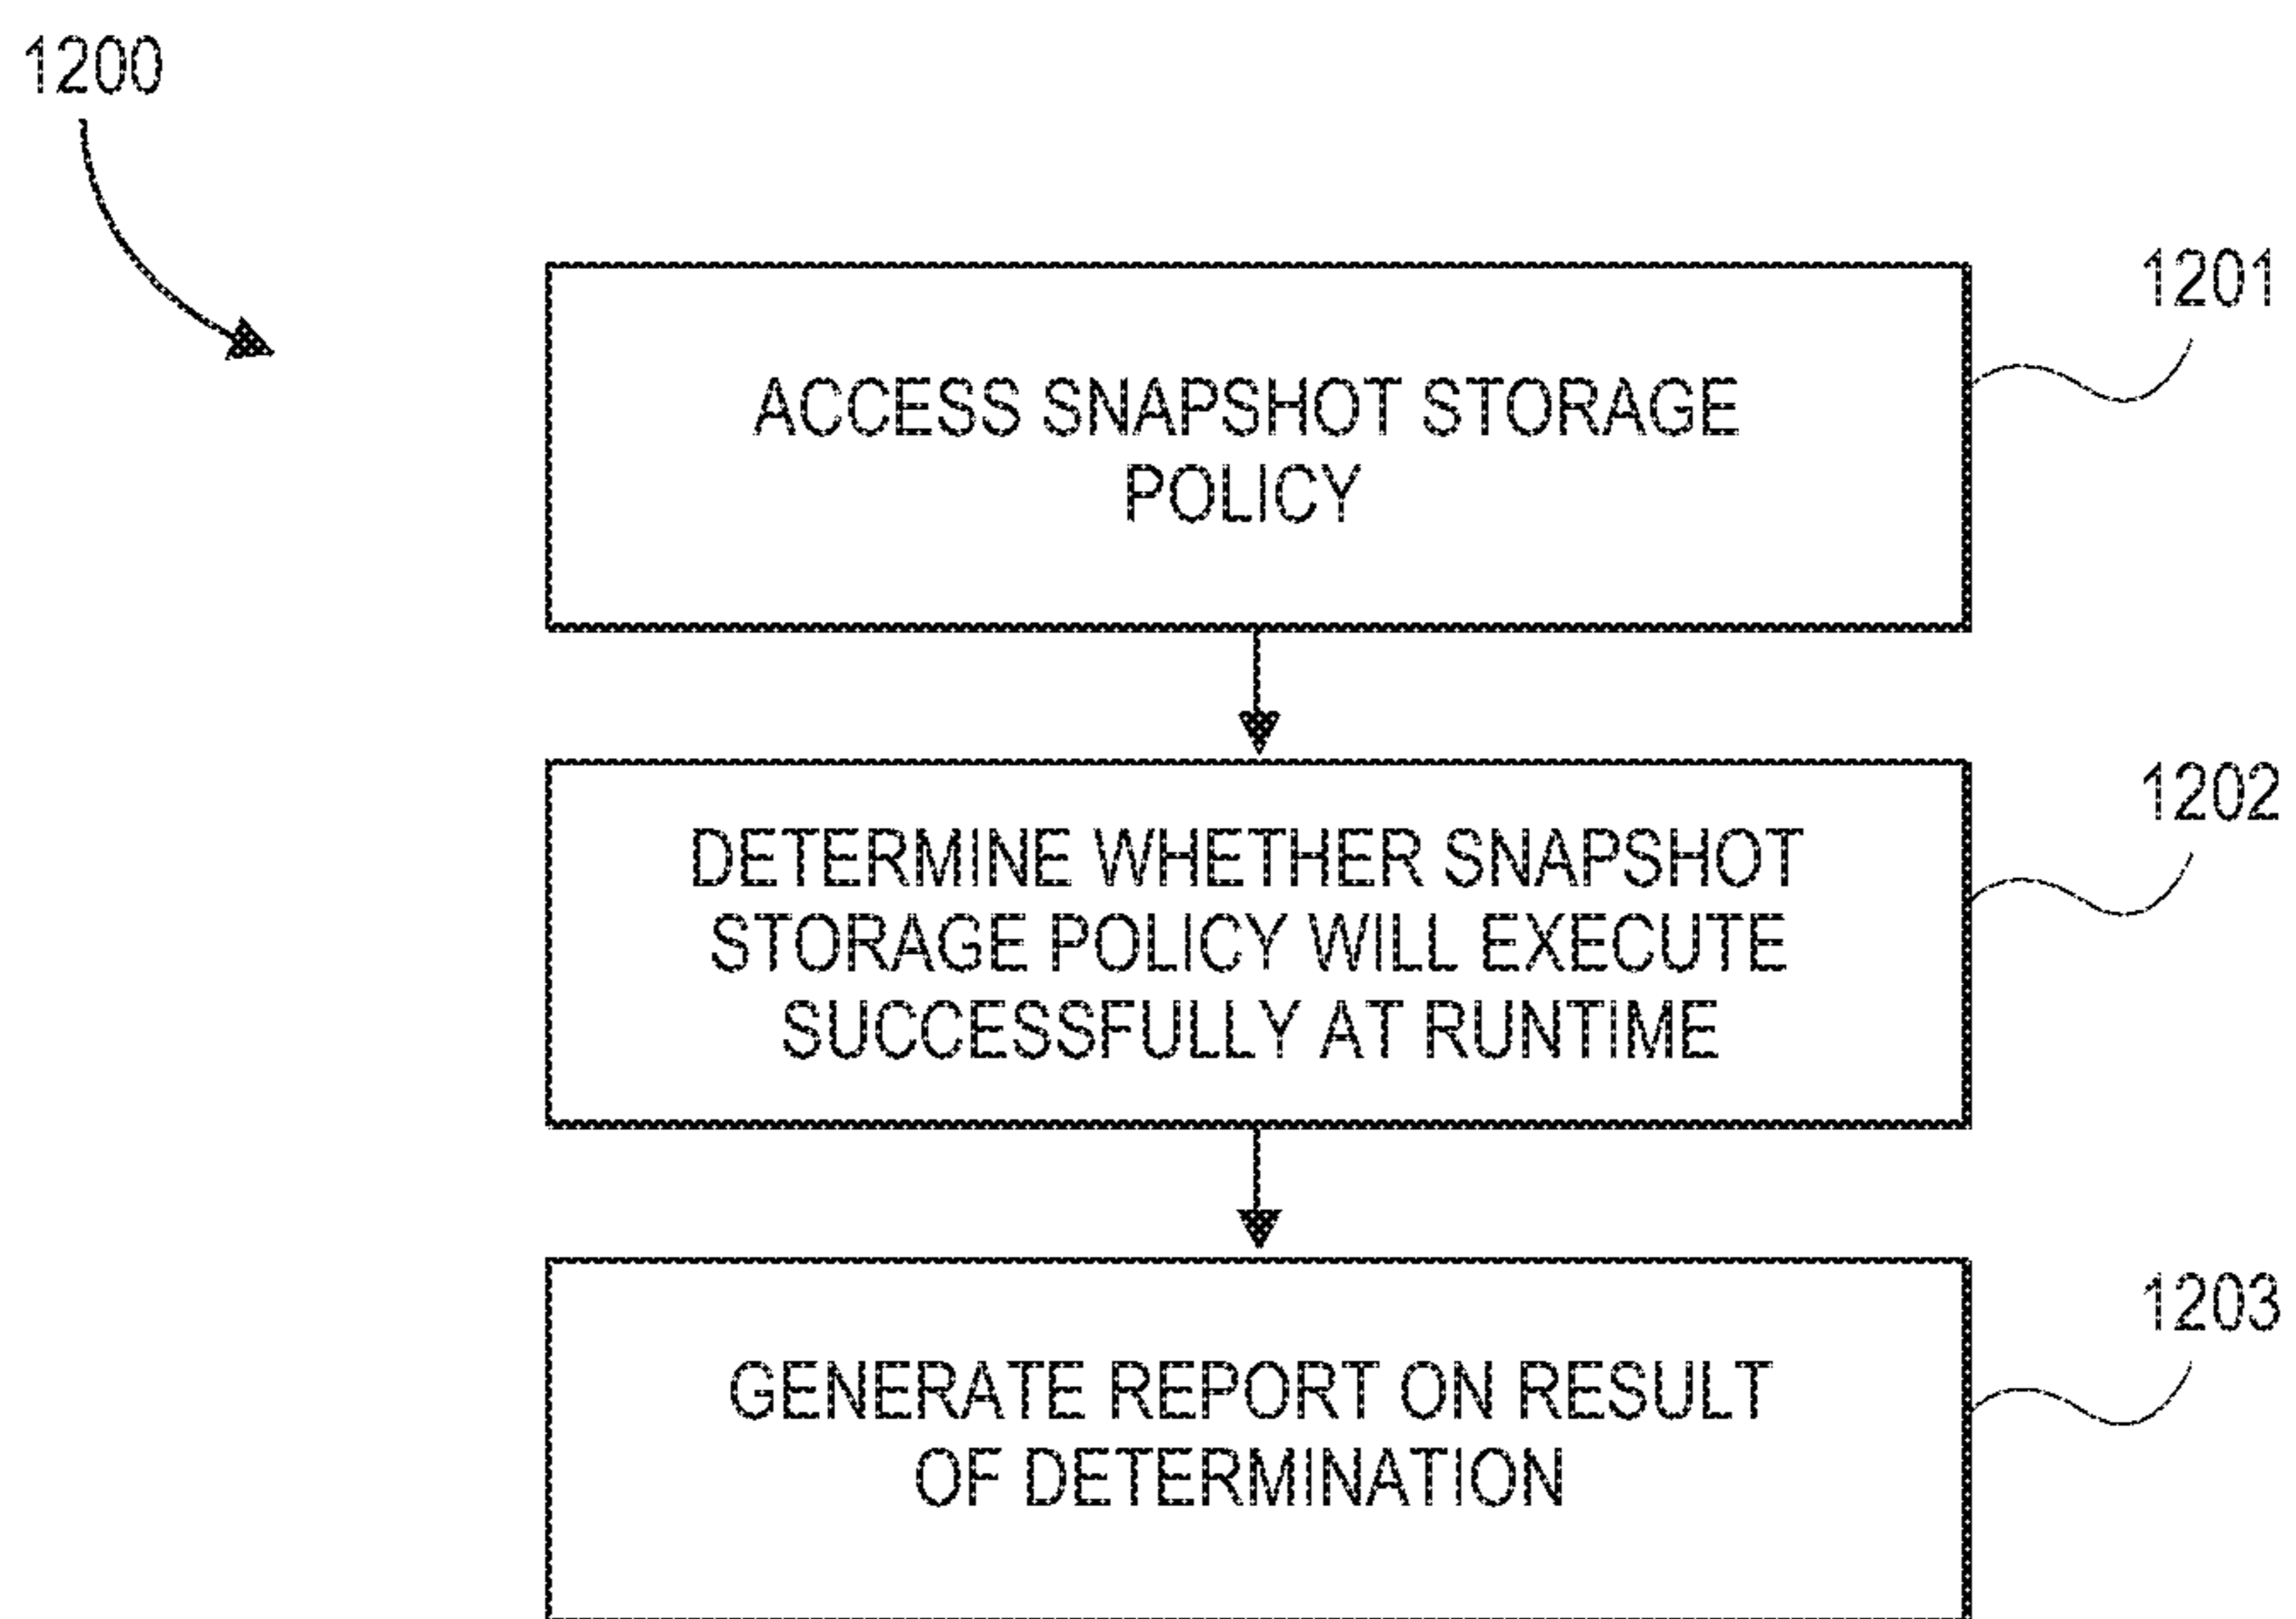 1200
1201
ACCESS SNAPSHOT STORAGE
POLICY
1202
DETERMINE WHETHER SNAPSHOT
STORAGE POLICY WILL EXECUTE
SUCCESSFULLY AT RUNTIME
1203
GENERATE REPORT ON RESULT
OF DETERMINATION